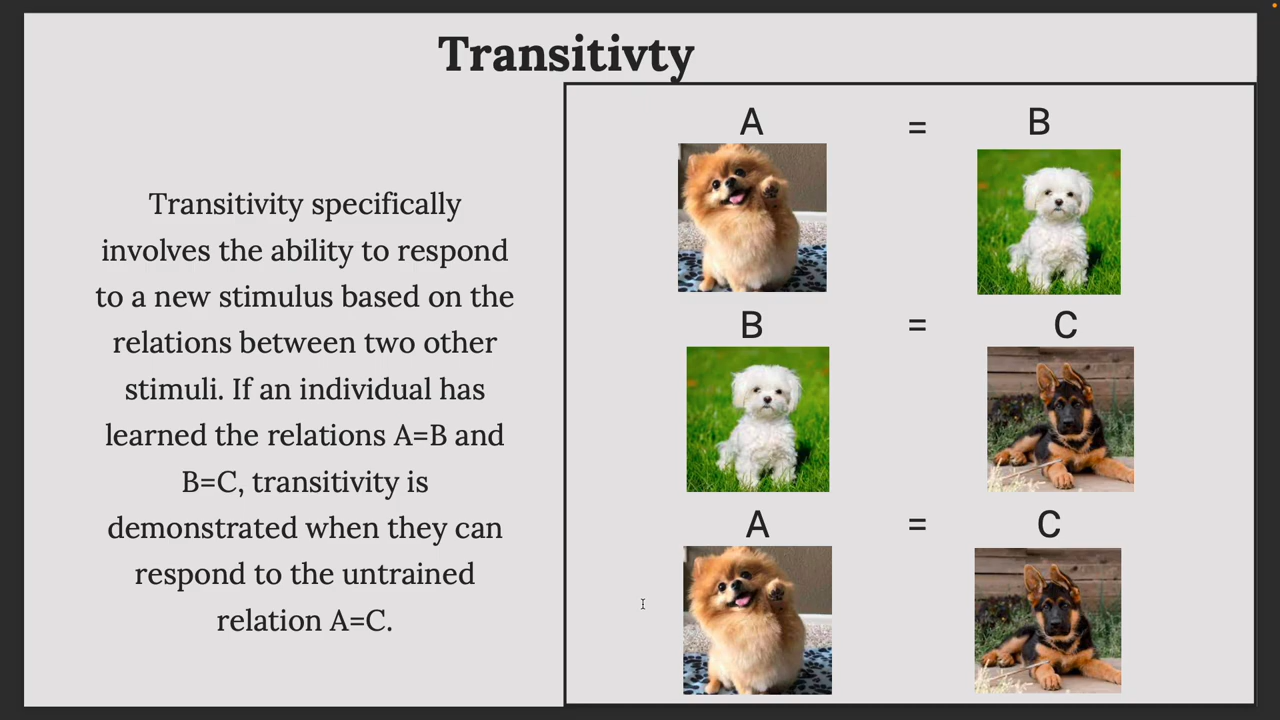 Transitivty
Transitivity specifically
involves the ability to respond
to a new stimulus based on the
relations between two other
stimuli. If an individual has
learned the relations A=B and
B=C, transitivity is
demonstrated when they can
respond to the untrained
relation A=C.
A = B
B = C
A = C